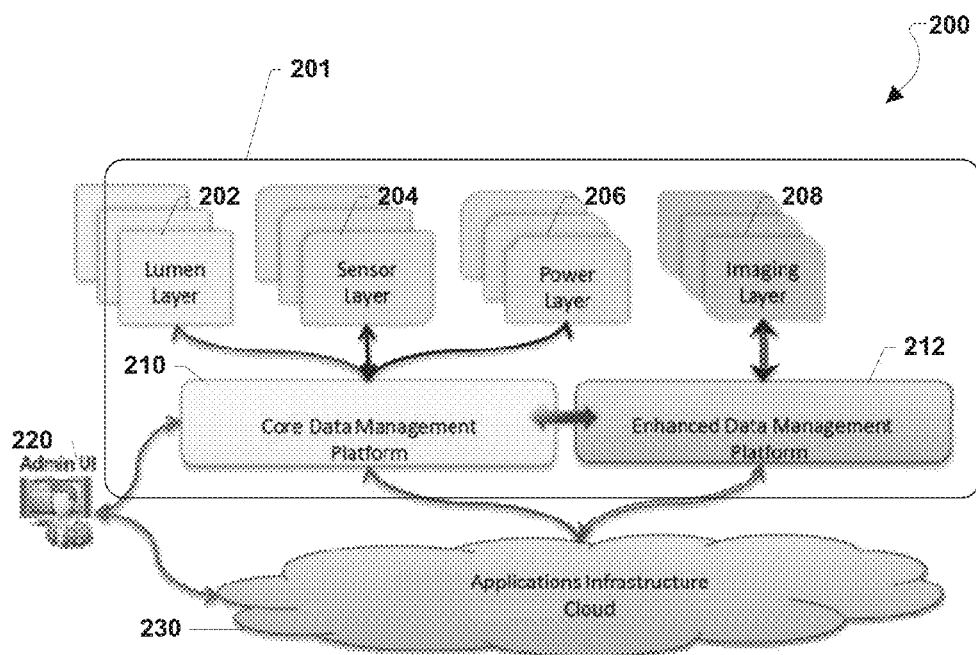 200
201
202
204
206
208
Lumen
Layer
Sensor
Layer
Power
Layer
Imaging
Layer
210
212
Core Data Management
Platform
Enhanced Data Management
Platform
220
Admin UI
Applications Infrastructure
Cloud
230